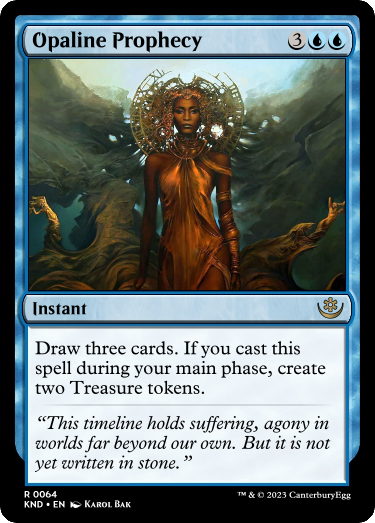 Opaline Prophecy 3
Instant
Draw three cards. If you cast this
spell during your main phase, create
two Treasure tokens.
“This timeline holds suffering, agony in
worlds far beyond our own. But it is not
yet written in stone.”
R 0064
KND • EN Karol Bak
™ & © 2023 CanterburyEgg